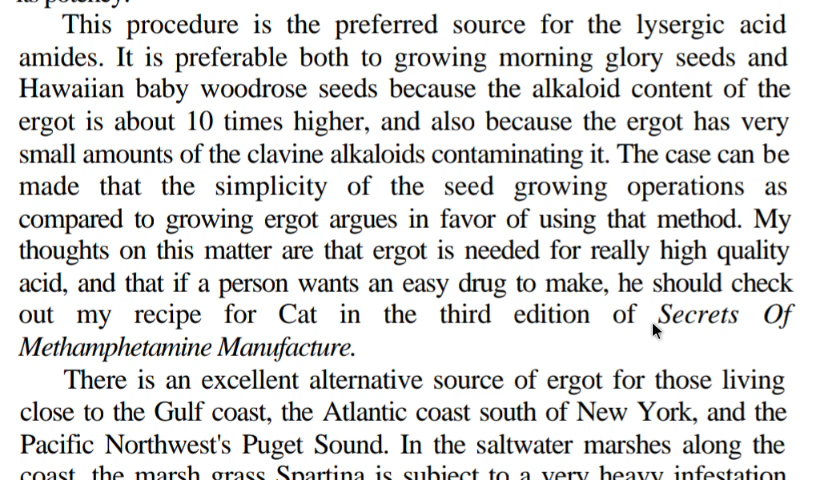 its potency.
This procedure is the preferred source for the lysergic acid
amides. It is preferable both to growing morning glory seeds and
Hawaiian baby woodrose seeds because the alkaloid content of the
ergot is about 10 times higher, and also because the ergot has very
small amounts of the clavine alkaloids contaminating it. The case can be
made that the simplicity of the seed growing operations as
compared to growing ergot argues in favor of using that method. My
thoughts on this matter are that ergot is needed for really high quality
acid, and that if a person wants an easy drug to make, he should check
out my recipe for Cat in the third edition of Secrets Of
Methamphetamine Manufacture.
There is an excellent alternative source of ergot for those living
close to the Gulf coast, the Atlantic coast south of New York, and the
Pacific Northwest's Puget Sound. In the saltwater marshes along the
coast, the marsh grass Spartina is subject to a very heavy infestation